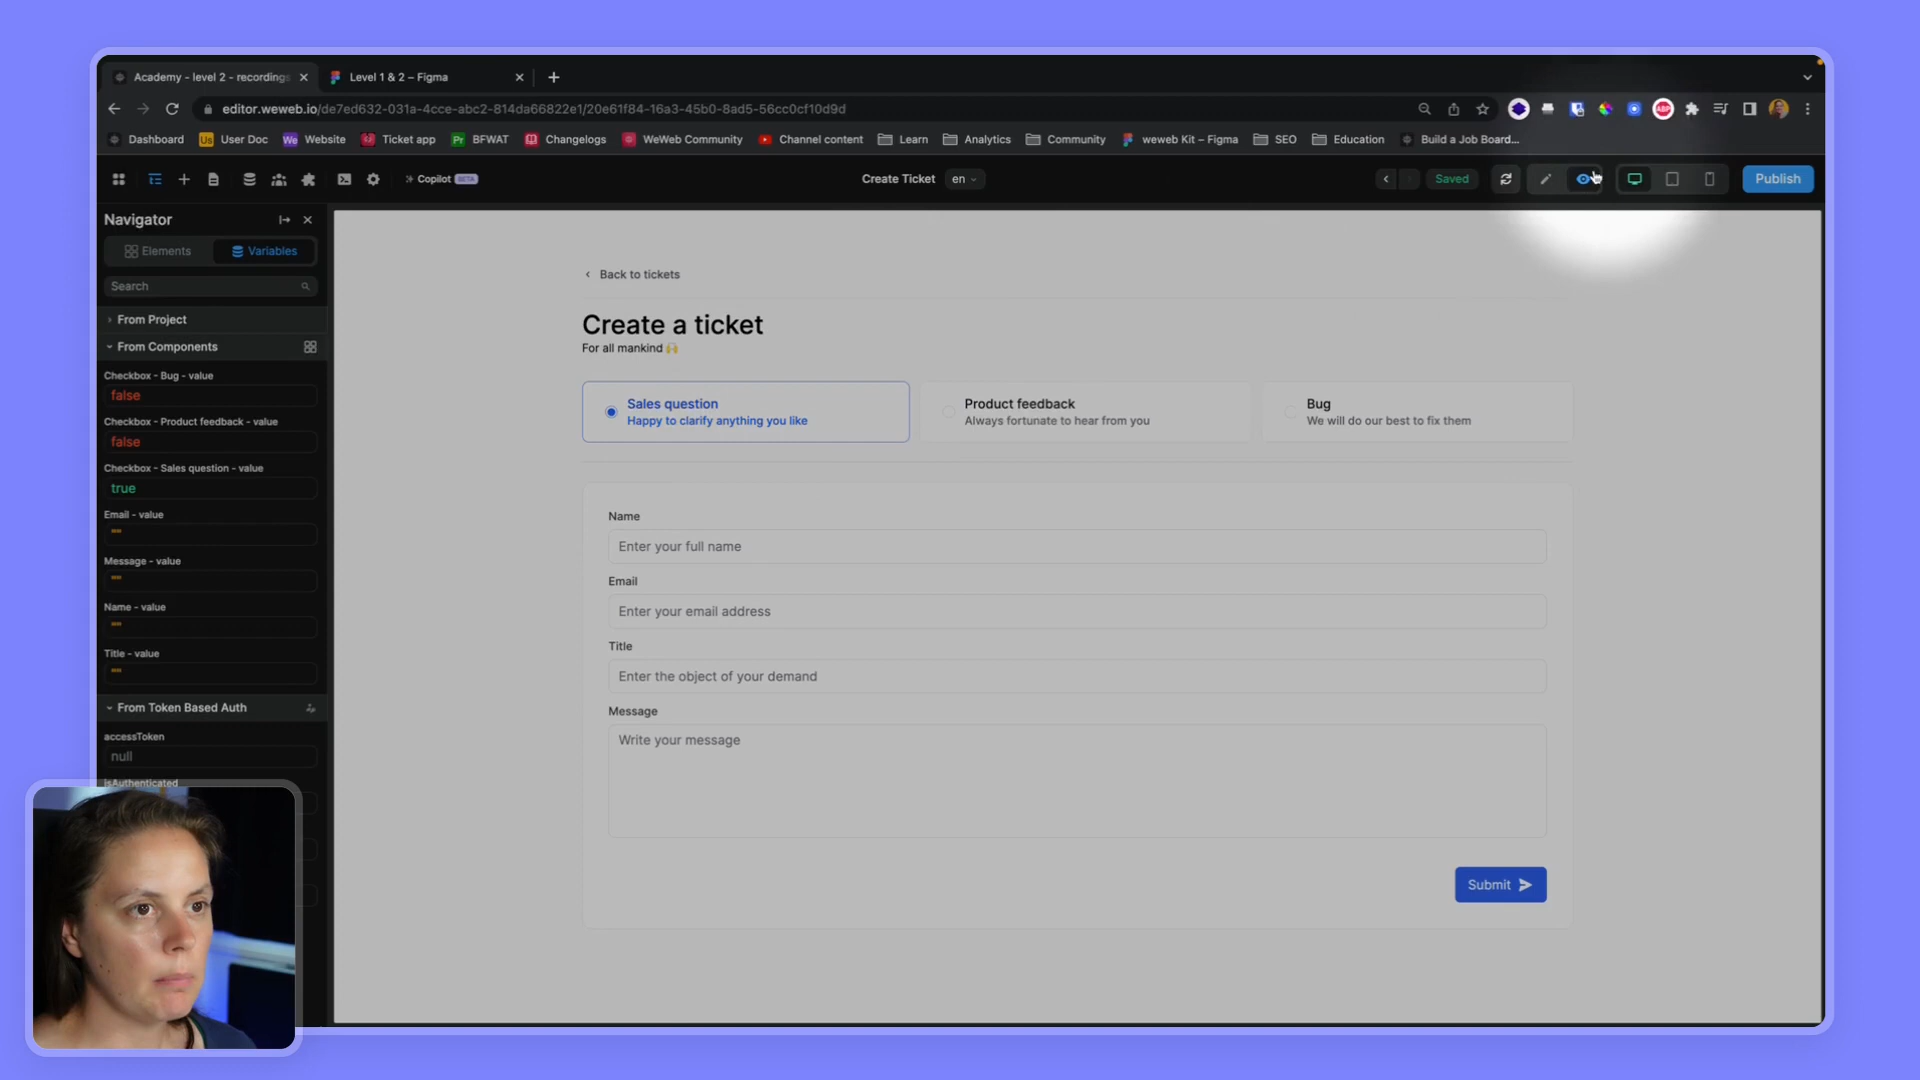 Academy - level 2 - recordings
Level 1 & 2 – Figma
editor.weweb.io/de7ed632-031a-4cce-abc2-814da66822e1/20e61f84-16a3-45b0-8ad5-56cc0cf10d9d
ABP
Dashboard
Us User Doc
We Website
Ticket app
Pr BFWAT
Changelogs
WeWeb Community
Channel content
Learn
Analytics
Community
weweb Kit – Figma
SEO
Education
Build a Job Board...
Copilot BETA
Create Ticket
en
Saved
Publish
Navigator
Elements
Variables
Search
From Project
From Components
Checkbox - Bug - value
false
Checkbox - Product feedback - value
false
Checkbox - Sales question - value
true
Email - value
""
Message - value
""
Name - value
""
Title - value
""
From Token Based Auth
accessToken
null
isAuthenticated
Back to tickets
Create a ticket
For all mankind 🙌
Sales question
Happy to clarify anything you like
Product feedback
Always fortunate to hear from you
Bug
We will do our best to fix them
Name
Enter your full name
Email
Enter your email address
Title
Enter the object of your demand
Message
Write your message
Submit